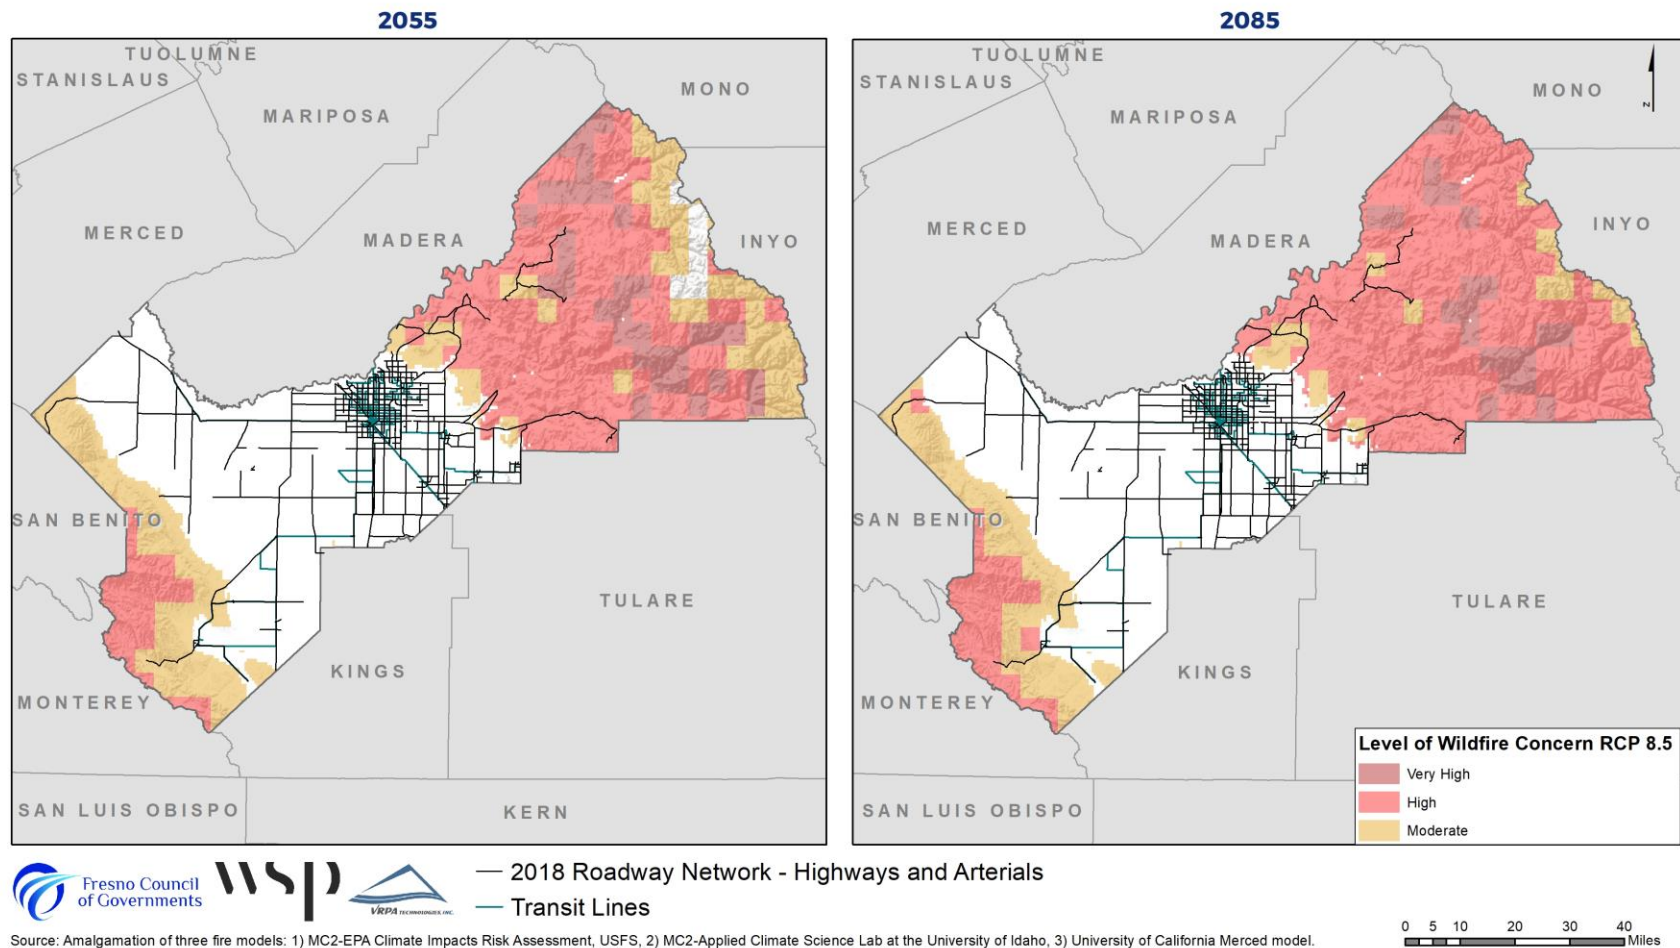 2055
2085
TUOLUMNE
STANISLAUS
MARIPOSA
MONO
MERCED
MADERA
INYO
SAN BENITO
TULARE
KINGS
MONTEREY
SAN LUIS OBISPO
KERN
TUOLUMNE
STANISLAUS
MARIPOSA
MONO
MERCED
MADERA
INYO
SAN BENITO
TULARE
KINGS
MONTEREY
SAN LUIS OBISPO
N
Level of Wildfire Concern RCP 8.5
Very High
High
Moderate
Fresno Council
of Governments
wsp
VRPA TECHNOLOGIES, INC.
2018 Roadway Network - Highways and Arterials
Transit Lines
0 5 10 20 30 40
Miles
Source: Amalgamation of three fire models: 1) MC2-EPA Climate Impacts Risk Assessment, USFS, 2) MC2-Applied Climate Science Lab at the University of Idaho, 3) University of California Merced model.